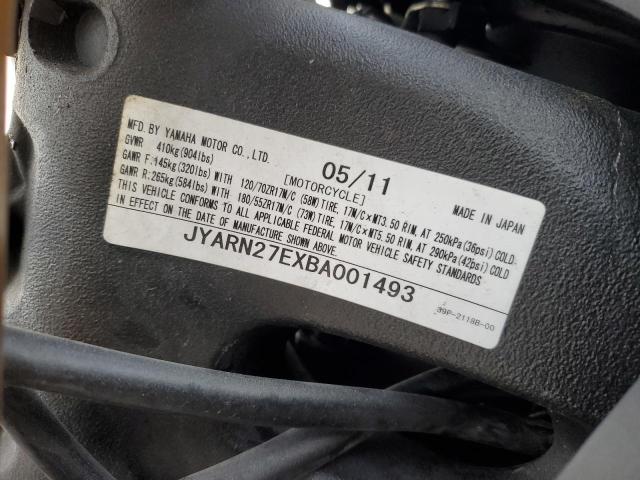 MFD. BY YAMAHA MOTOR CO., LTD. 05/11
GVWR 410kg(904lbs) [MOTORCYCLE] MADE IN JAPAN
GAWR F:145kg(320lbs) WITH 120/70ZR17M/C (58W) TIRE, 17M/C×MT3.50 RIM, AT 250kPa(36psi) COLD.
GAWR R:265kg(584lbs) WITH 180/55ZR17M/C (73W) TIRE, 17M/C×MT5.50 RIM, AT 290kPa(42psi) COLD
THIS VEHICLE CONFORMS TO ALL APPLICABLE FEDERAL MOTOR VEHICLE SAFETY STANDARDS
IN EFFECT ON THE DATE OF MANUFACTURE SHOWN ABOVE.
JYARN27EXBA001493
39P-2118B-00